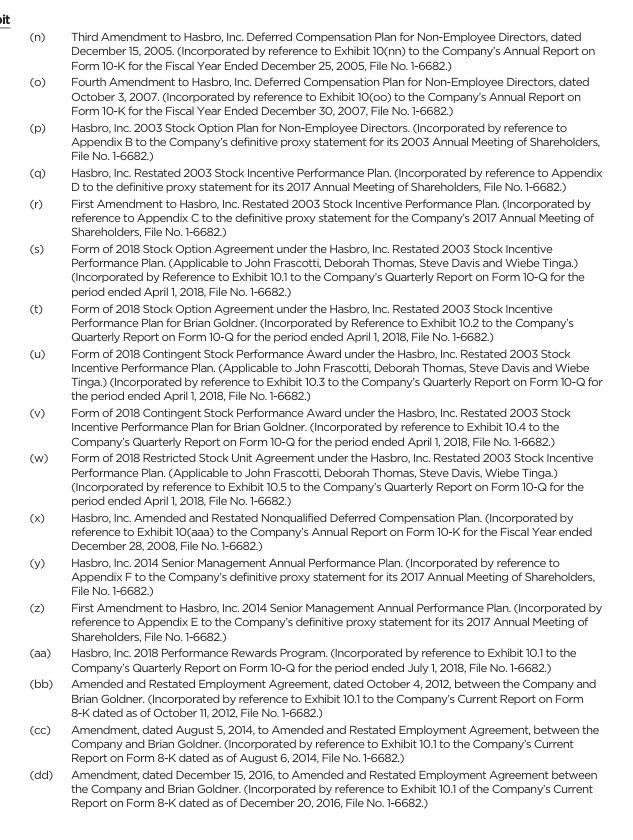 it
(n) Third Amendment to Hasbro, Inc. Deferred Compensation Plan for Non-Employee Directors, dated
December 15, 2005. (Incorporated by reference to Exhibit 10(nn) to the Company's Annual Report on
Form 10-K for the Fiscal Year Ended December 25, 2005, File No. 1-6682.)
(o) Fourth Amendment to Hasbro, Inc. Deferred Compensation Plan for Non-Employee Directors, dated
October 3, 2007. (Incorporated by reference to Exhibit 10(oo) to the Company's Annual Report on
Form 10-K for the Fiscal Year Ended December 30, 2007, File No. 1-6682.)
(p) Hasbro, Inc. 2003 Stock Option Plan for Non-Employee Directors. (Incorporated by reference to
Appendix B to the Company's definitive proxy statement for its 2003 Annual Meeting of Shareholders,
File No. 1-6682.)
(q) Hasbro, Inc. Restated 2003 Stock Incentive Performance Plan. (Incorporated by reference to Appendix
D to the definitive proxy statement for its 2017 Annual Meeting of Shareholders, File No. 1-6682.)
(r) First Amendment to Hasbro, Inc. Restated 2003 Stock Incentive Performance Plan. (Incorporated by
reference to Appendix C to the definitive proxy statement for the Company's 2017 Annual Meeting of
Shareholders, File No. 1-6682.)
(s) Form of 2018 Stock Option Agreement under the Hasbro, Inc. Restated 2003 Stock Incentive
Performance Plan. (Applicable to John Frascotti, Deborah Thomas, Steve Davis and Wiebe Tinga.)
(Incorporated by Reference to Exhibit 10.1 to the Company's Quarterly Report on Form 10-Q for the
period ended April 1, 2018, File No. 1-6682.)
(t) Form of 2018 Stock Option Agreement under the Hasbro, Inc. Restated 2003 Stock Incentive
Performance Plan for Brian Goldner. (Incorporated by Reference to Exhibit 10.2 to the Company's
Quarterly Report on Form 10-Q for the period ended April 1, 2018, File No. 1-6682.)
(u) Form of 2018 Contingent Stock Performance Award under the Hasbro, Inc. Restated 2003 Stock
Incentive Performance Plan. (Applicable to John Frascotti, Deborah Thomas, Steve Davis and Wiebe
Tinga.) (Incorporated by reference to Exhibit 10.3 to the Company's Quarterly Report on Form 10-Q for
the period ended April 1, 2018, File No. 1-6682.)
(v) Form of 2018 Contingent Stock Performance Award under the Hasbro, Inc. Restated 2003 Stock
Incentive Performance Plan for Brian Goldner. (Incorporated by reference to Exhibit 10.4 to the
Company's Quarterly Report on Form 10-Q for the period ended April 1, 2018, File No. 1-6682.)
(w) Form of 2018 Restricted Stock Unit Agreement under the Hasbro, Inc. Restated 2003 Stock Incentive
Performance Plan. (Applicable to John Frascotti, Deborah Thomas, Steve Davis, Wiebe Tinga.)
(Incorporated by reference to Exhibit 10.5 to the Company's Quarterly Report on Form 10-Q for the
period ended April 1, 2018, File No. 1-6682.)
(x) Hasbro, Inc. Amended and Restated Nonqualified Deferred Compensation Plan. (Incorporated by
reference to Exhibit 10(aaa) to the Company's Annual Report on Form 10-K for the Fiscal Year ended
December 28, 2008, File No. 1-6682.)
(y) Hasbro, Inc. 2014 Senior Management Annual Performance Plan. (Incorporated by reference to
Appendix F to the Company's definitive proxy statement for its 2017 Annual Meeting of Shareholders,
File No. 1-6682.)
(z) First Amendment to Hasbro, Inc. 2014 Senior Management Annual Performance Plan. (Incorporated by
reference to Appendix E to the Company's definitive proxy statement for its 2017 Annual Meeting of
Shareholders, File No. 1-6682.)
(aa) Hasbro, Inc. 2018 Performance Rewards Program. (Incorporated by reference to Exhibit 10.1 to the
Company's Quarterly Report on Form 10-Q for the period ended July 1, 2018, File No. 1-6682.)
(bb) Amended and Restated Employment Agreement, dated October 4, 2012, between the Company and
Brian Goldner. (Incorporated by reference to Exhibit 10.1 to the Company's Current Report on Form
8-K dated as of October 11, 2012, File No. 1-6682.)
(cc) Amendment, dated August 5, 2014, to Amended and Restated Employment Agreement, between the
Company and Brian Goldner. (Incorporated by reference to Exhibit 10.1 to the Company's Current
Report on Form 8-K dated as of August 6, 2014, File No. 1-6682.)
(dd) Amendment, dated December 15, 2016, to Amended and Restated Employment Agreement between
the Company and Brian Goldner. (Incorporated by reference to Exhibit 10.1 of the Company's Current
Report on Form 8-K dated as of December 20, 2016, File No. 1-6682.)